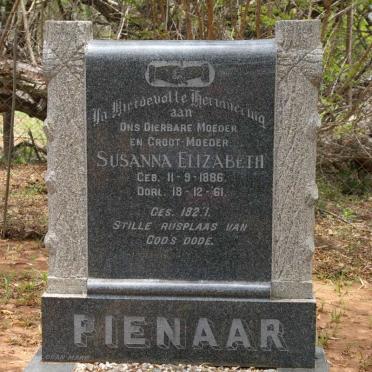 In Liefdevolle Herinnering
aan
Ons Dierbare Moeder
en Groot-Moeder
SUSANNA ELIZABETH
Geb. 11-9-1886.
Oorl. 18-12-61.
Ges. 182:1.
Stille rusplaas van
God's dode.
PIENAAR